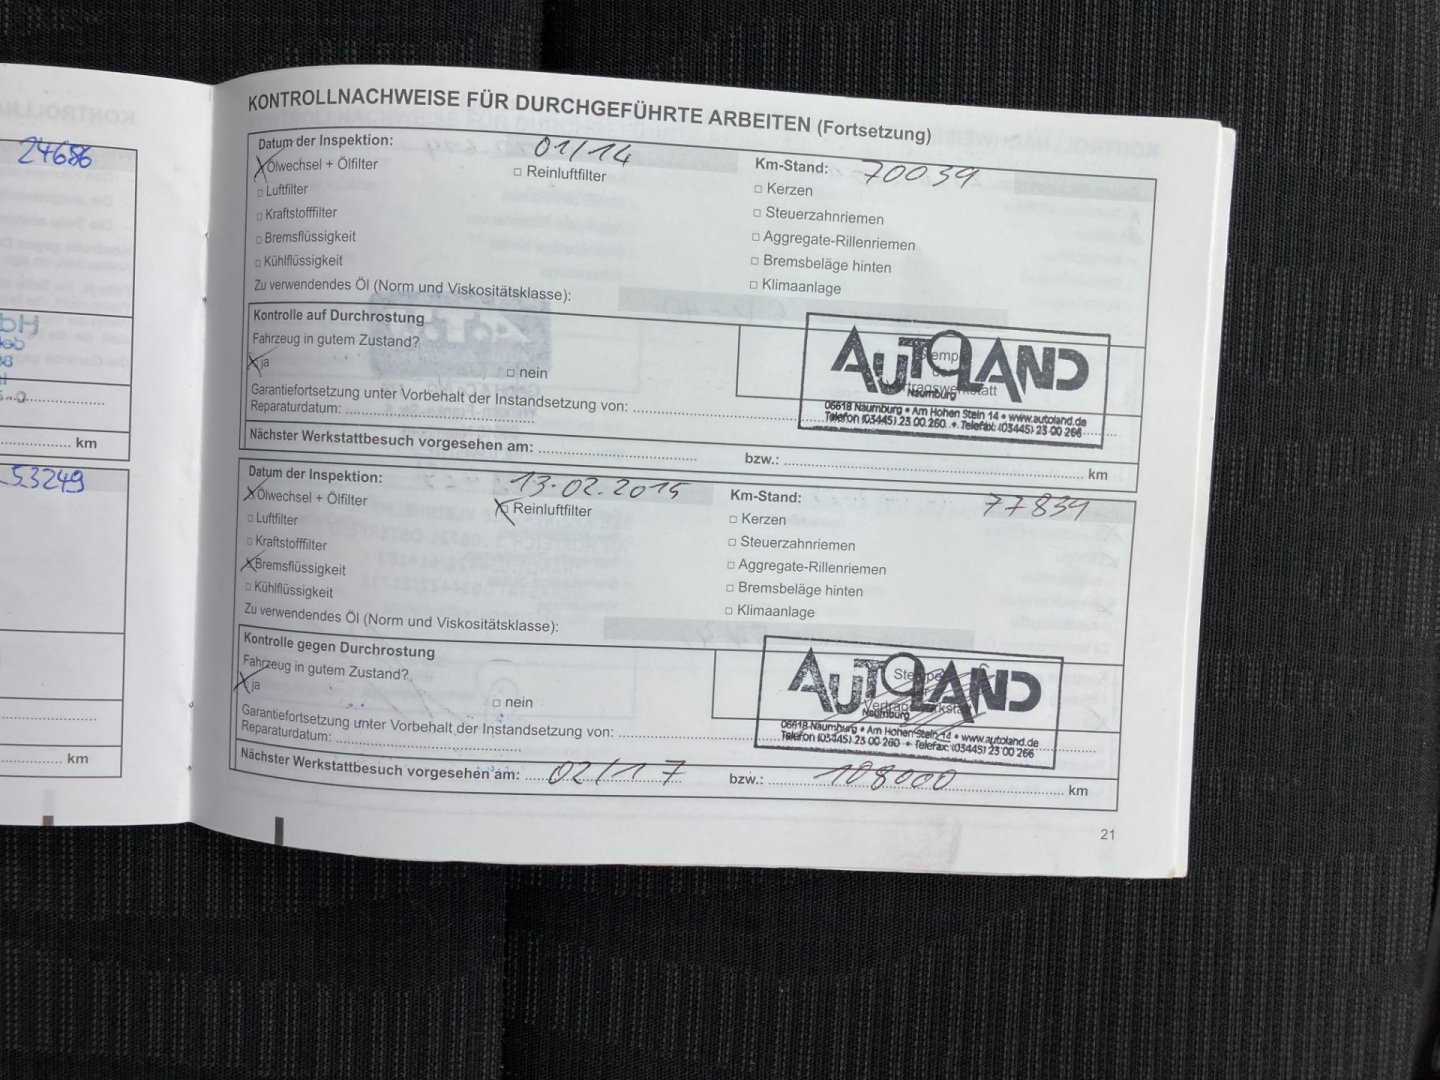 24686
bH
km
53249
km
KONTROLLNACHWEISE FÜR DURCHGEFÜHRTE ARBEITEN (Fortsetzung)
Datum der Inspektion: 01/14 Km-Stand: 70039
Ölwechsel + Ölfilter Reinluftfilter Kerzen
Luftfilter Steuerzahnriemen
Kraftstofffilter Aggregate-Rillenriemen
Bremsflüssigkeit Bremsbeläge hinten
Kühlflüssigkeit Klimaanlage
Zu verwendendes Öl (Norm und Viskositätsklasse):
Kontrolle auf Durchrostung
Fahrzeug in gutem Zustand?
ja nein
Garantiefortsetzung unter Vorbehalt der Instandsetzung von:
Reparaturdatum:
AUTOLAND
Naumburg
06618 Naumburg • Am Hohen Stein 14 • www.autoland.de
Telefon (03445) 23 00 260 • Telefax: (03445) 23 00 266
Nächster Werkstattbesuch vorgesehen am: bzw.: km
Datum der Inspektion: 13.02.2015 Km-Stand: 77839
Ölwechsel + Ölfilter Reinluftfilter Kerzen
Luftfilter Steuerzahnriemen
Kraftstofffilter Aggregate-Rillenriemen
Bremsflüssigkeit Bremsbeläge hinten
Kühlflüssigkeit Klimaanlage
Zu verwendendes Öl (Norm und Viskositätsklasse):
Kontrolle gegen Durchrostung
Fahrzeug in gutem Zustand?
ja nein
Garantiefortsetzung unter Vorbehalt der Instandsetzung von:
Reparaturdatum:
AUTOLAND
Naumburg
06618 Naumburg • Am Hohen Stein 14 • www.autoland.de
Telefon (03445) 23 00 260 • Telefax: (03445) 23 00 266
Nächster Werkstattbesuch vorgesehen am: 02/17 bzw.: 108000 km
21